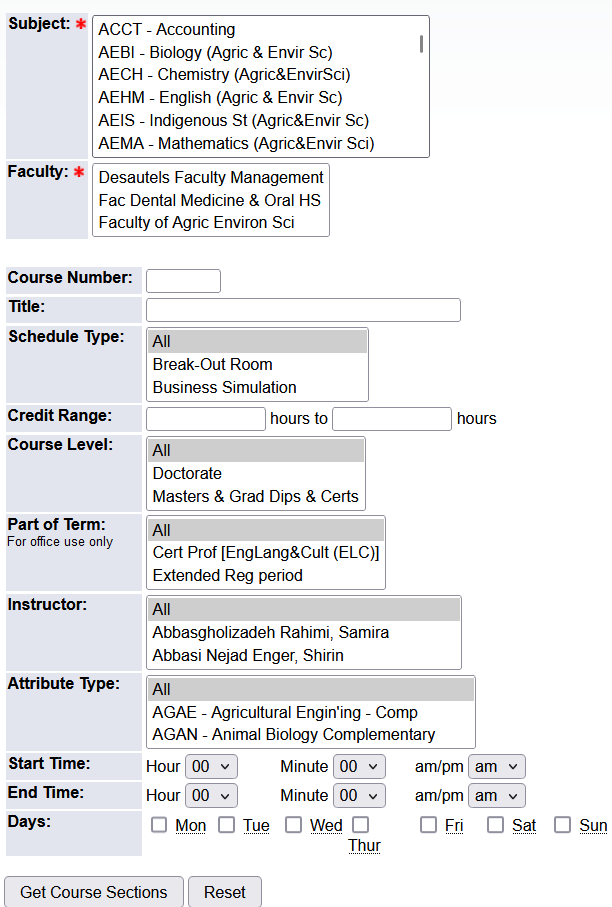 Subject: *
ACCT - Accounting
AEBI - Biology (Agric & Envir Sc)
AECH - Chemistry (Agric&EnvirSci)
AEHM - English (Agric & Envir Sc)
AEIS - Indigenous St (Agric&Envir Sc)
AEMA - Mathematics (Agric&Envir Sci)
Faculty: *
Desautels Faculty Management
Fac Dental Medicine & Oral HS
Faculty of Agric Environ Sci
Course Number:
Title:
Schedule Type:
All
Break-Out Room
Business Simulation
Credit Range: hours to hours
Course Level:
All
Doctorate
Masters & Grad Dips & Certs
Part of Term:
For office use only
All
Cert Prof [EngLang&Cult (ELC)]
Extended Reg period
Instructor:
All
Abbasgholizadeh Rahimi, Samira
Abbasi Nejad Enger, Shirin
Attribute Type:
All
AGAE - Agricultural Engin'ing - Comp
AGAN - Animal Biology Complementary
Start Time: Hour 00 Minute 00 am/pm am
End Time: Hour 00 Minute 00 am/pm am
Days: Mon Tue Wed Thur Fri Sat Sun
Get Course Sections Reset